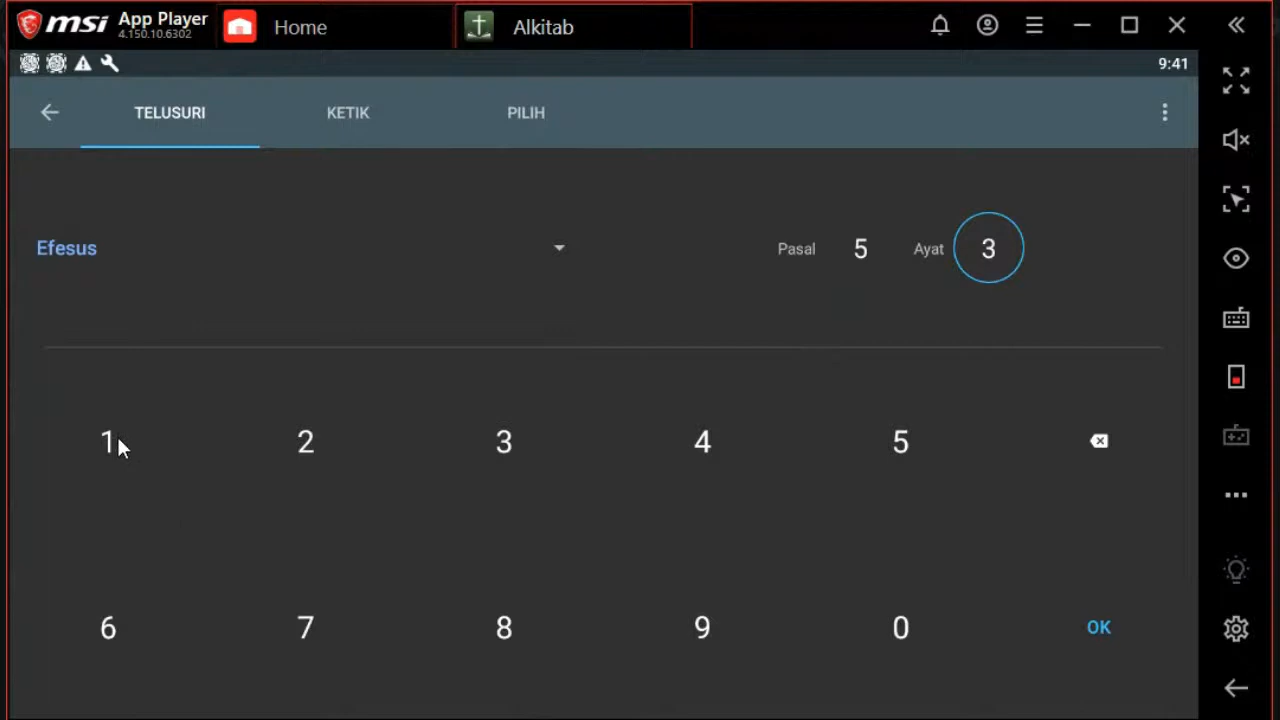 msi App Player
4.150.10.6302
Home
Alkitab
9:41
TELUSURI
KETIK
PILIH
Efesus
Pasal 5 Ayat 3
1 2 3 4 5
6 7 8 9 0 OK